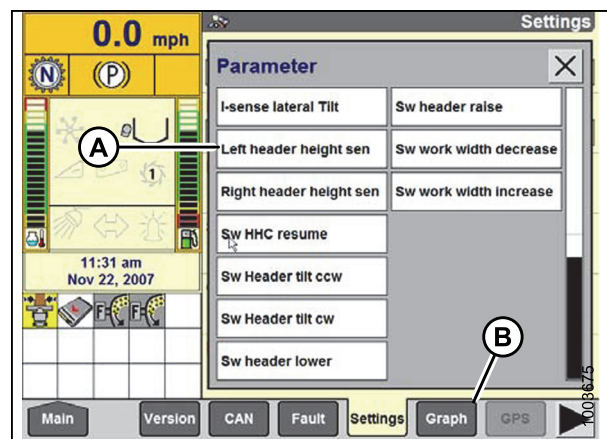 0.0 mph
Settings
N
(P)
Parameter
I-sense lateral Tilt
Sw header raise
A
Left header height sen
Sw work width decrease
1
Right header height sen
Sw work width increase
Sw HHC resume
11:31 am
Nov 22, 2007
Sw Header tilt ccw
F
F
Sw Header tilt cw
B
Sw header lower
1003675
Main
Version
CAN
Fault
Settings
Graph
GPS